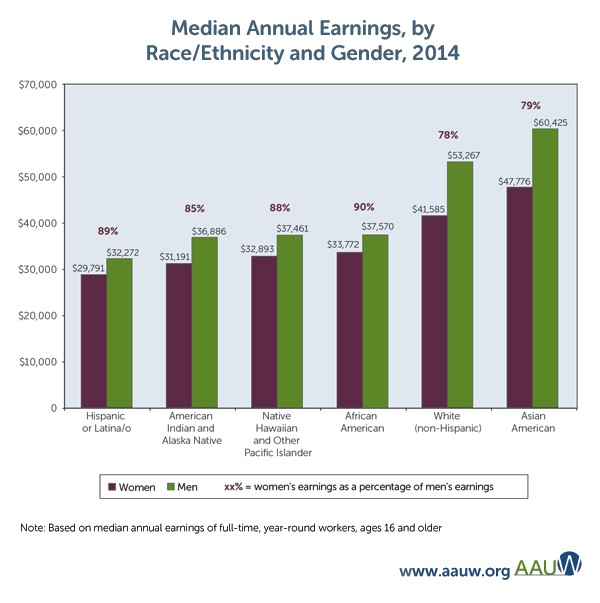 Median Annual Earnings, by
Race/Ethnicity and Gender, 2014
$70,000
$60,000
$50,000
$40,000
$30,000
$20,000
$10,000
0
89%
$29,791
$32,272
85%
$31,191
$36,886
88%
$32,893
$37,461
90%
$33,772
$37,570
78%
$41,585
$53,267
79%
$47,776
$60,425
Hispanic
or Latina/o
American
Indian and
Alaska Native
Native
Hawaiian
and Other
Pacific Islander
African
American
White
(non-Hispanic)
Asian
American
Women
Men
xx% = women's earnings as a percentage of men's earnings
Note: Based on median annual earnings of full-time, year-round workers, ages 16 and older
www.aauw.org AAUW